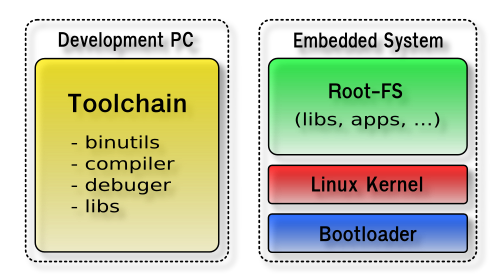 Development PC
Toolchain
- binutils
- compiler
- debuger
- libs
Embedded System
Root-FS
(libs, apps, ...)
Linux Kernel
Bootloader